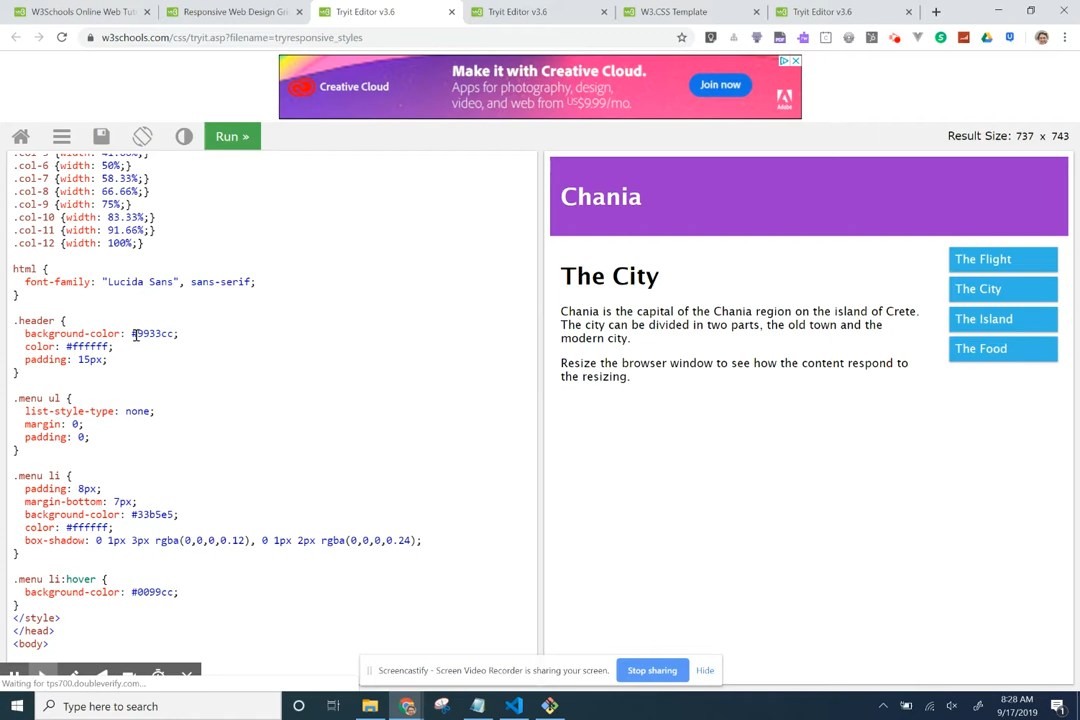 W3Schools Online Web Tuto
Responsive Web Design Gri
Tryit Editor v3.6
Tryit Editor v3.6
W3.CSS Template
Tryit Editor v3.6
w3schools.com/css/tryit.asp?filename=tryresponsive_styles
Creative Cloud
Make it with Creative Cloud.
Apps for photography, design,
video, and web from US$9.99/mo.
Join now
Adobe
Run »
Result Size: 737 x 743
.col-5 {width: 41.66%;}
.col-6 {width: 50%;}
.col-7 {width: 58.33%;}
.col-8 {width: 66.66%;}
.col-9 {width: 75%;}
.col-10 {width: 83.33%;}
.col-11 {width: 91.66%;}
.col-12 {width: 100%;}
html {
font-family: "Lucida Sans", sans-serif;
}
.header {
background-color: #9933cc;
color: #ffffff;
padding: 15px;
}
.menu ul {
list-style-type: none;
margin: 0;
padding: 0;
}
.menu li {
padding: 8px;
margin-bottom: 7px;
background-color: #33b5e5;
color: #ffffff;
box-shadow: 0 1px 3px rgba(0,0,0,0.12), 0 1px 2px rgba(0,0,0,0.24);
}
.menu li:hover {
background-color: #0099cc;
}
</style>
</head>
<body>
Chania
The City
Chania is the capital of the Chania region on the island of Crete.
The city can be divided in two parts, the old town and the
modern city.
Resize the browser window to see how the content respond to
the resizing.
The Flight
The City
The Island
The Food
Screencastify - Screen Video Recorder is sharing your screen.
Stop sharing
Hide
Waiting for tps700.doubleverify.com...
Type here to search
8:28 AM
9/17/2019